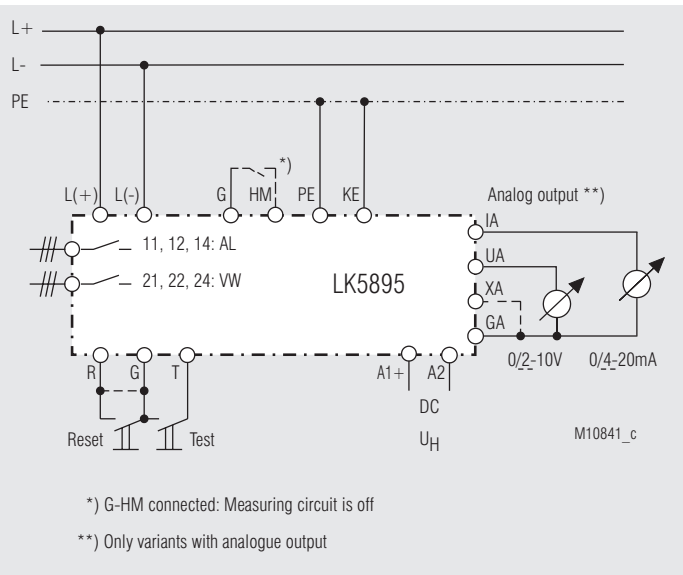 L+
L-
PE
*)
L(+) L(-) G HM PE KE Analog output **)
IA
11, 12, 14: AL
UA
21, 22, 24: VW
LK5895
XA
GA
0/2-10V 0/4-20mA
R G T A1+ A2
DC
Reset Test
UH
M10841_c
*) G-HM connected: Measuring circuit is off
**) Only variants with analogue output